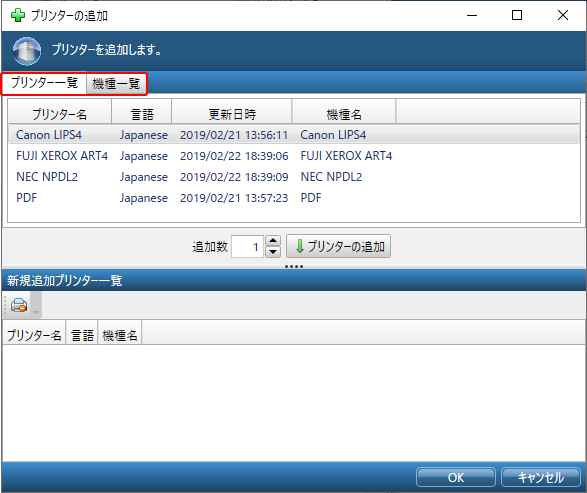 プリンターの追加
プリンターを追加します。
プリンター一覧 機種一覧
プリンター名 言語 更新日時 機種名
Canon LIPS4 Japanese 2019/02/21 13:56:11 Canon LIPS4
FUJI XEROX ART4 Japanese 2019/02/22 18:39:06 FUJI XEROX ART4
NEC NPDL2 Japanese 2019/02/22 18:39:09 NEC NPDL2
PDF Japanese 2019/02/21 13:57:23 PDF
追加数 1 プリンターの追加
新規追加プリンター一覧
プリンター名 言語 機種名
OK キャンセル